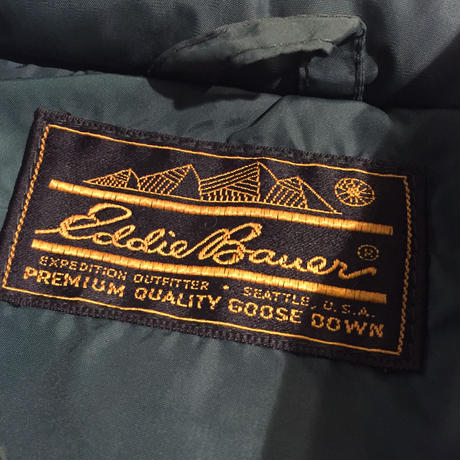 Eddie Bauer®
EXPEDITION OUTFITTER • SEATTLE, U.S.A.
PREMIUM QUALITY GOOSE DOWN